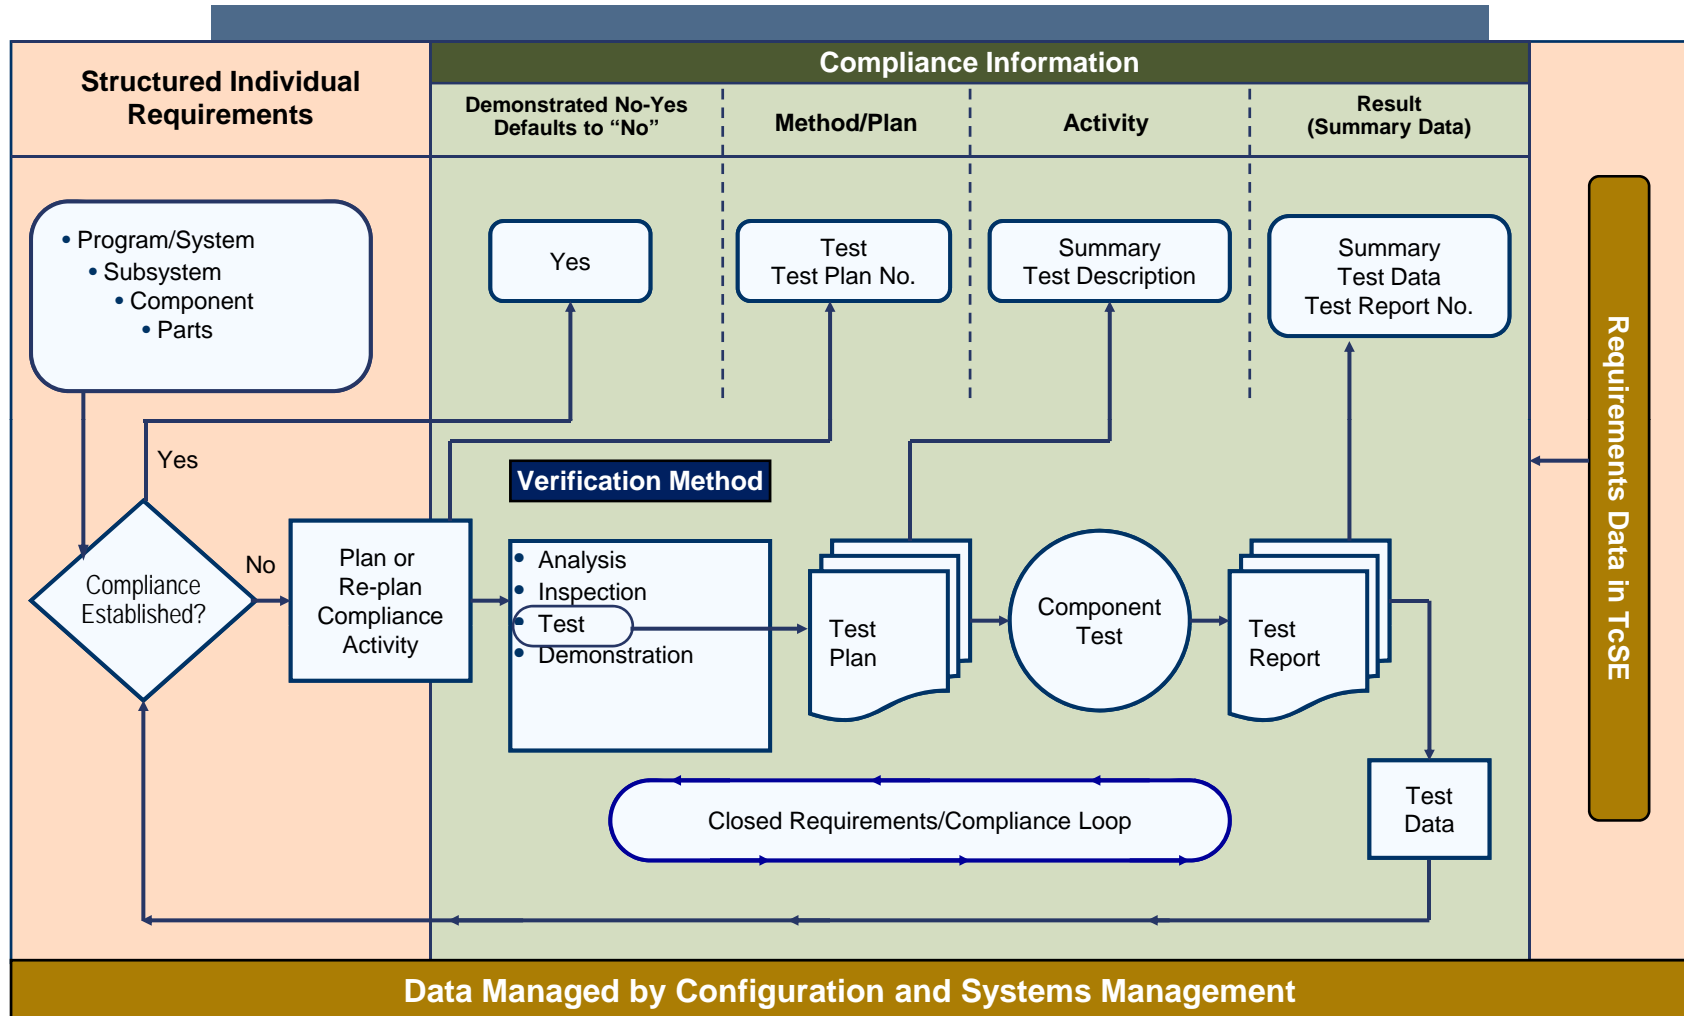 Structured Individual
Requirements
Compliance Information
Demonstrated No-Yes
Defaults to “No”
Method/Plan
Activity
Result
(Summary Data)
• Program/System
• Subsystem
• Component
• Parts
Yes
Test
Test Plan No.
Summary
Test Description
Summary
Test Data
Test Report No.
Yes
Verification Method
Compliance
Established?
No
Plan or
Re-plan
Compliance
Activity
• Analysis
• Inspection
• Test
• Demonstration
Test
Plan
Component
Test
Test
Report
Test
Data
Closed Requirements/Compliance Loop
Requirements Data in TcSE
Data Managed by Configuration and Systems Management